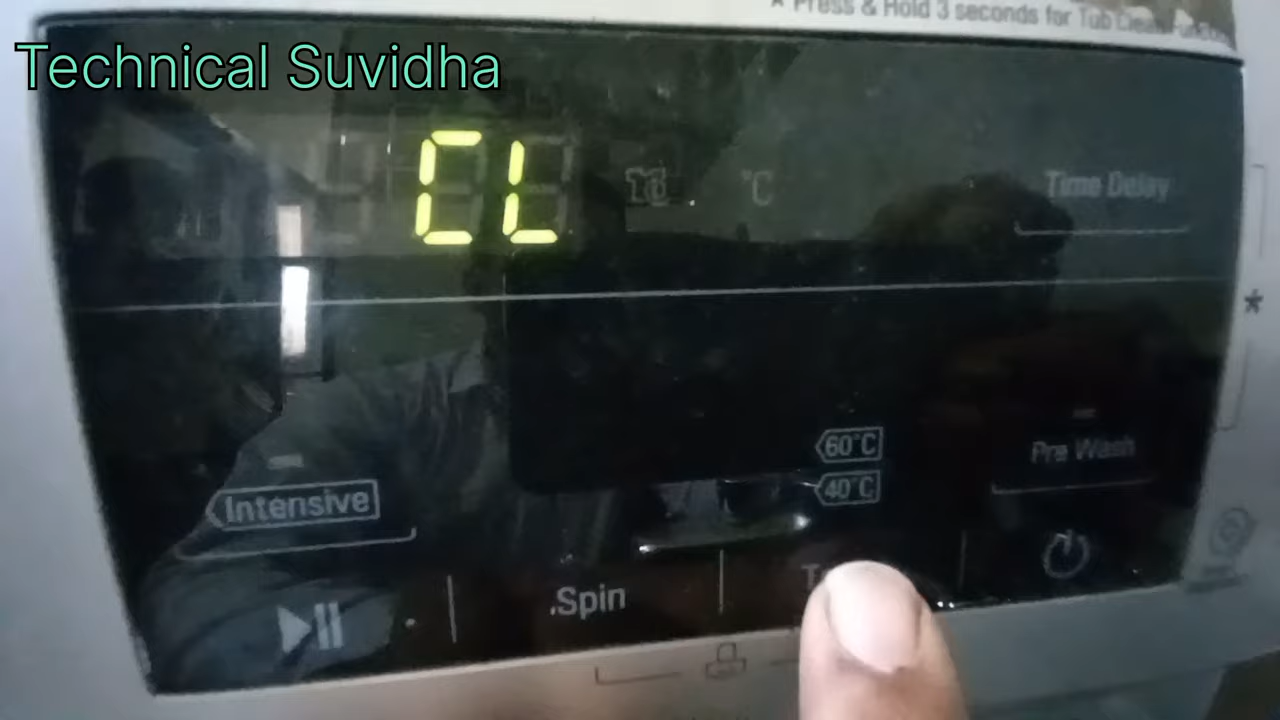 * Press & Hold 3 seconds for Tub Clean
Technical Suvidha
CL
°C
Time Delay
*
60°C
Pre Wash
40°C
Intensive
.Spin